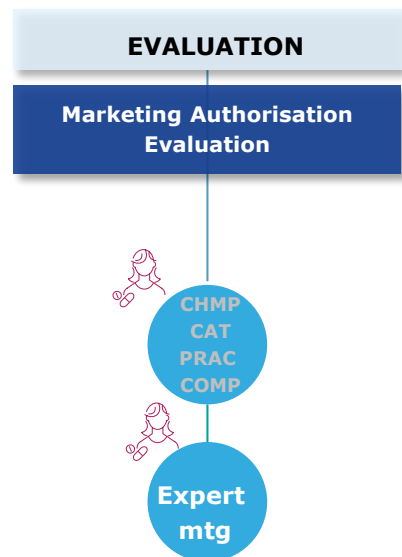 EVALUATION
Marketing Authorisation
Evaluation
CHMP
CAT
PRAC
COMP
Expert
mtg